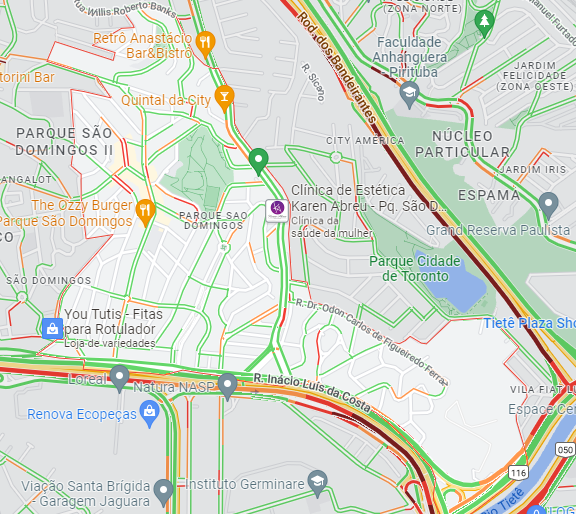 rua Willis Roberto Banks
(ZONA NORTE)
Manuel Furtado
Retrô Anastácio
Bar&Bistrô
Rod. dos Bandeirantes
Faculdade
Anhanguera
- Pirituba
torini Bar
R. Sicano
JARDIM
FELICIDADE
(ZONA OESTE)
Quintal da City
PARQUE SÃO
DOMINGOS II
CITY AMERICA
NÚCLEO
PARTICULAR
JARDIM IRIS
ANGALOT
Clínica de Estética
Karen Abreu - Pq. São D...
Clínica da
saúde da mulher
ESPAMA
The Ozzy Burger
Parque São Domingos
PARQUE SAO
DOMINGOS
Grand Reserva Paulista
CO
Parque Cidade
de Toronto
SÃO DOMINGOS
You Tutis - Fitas
para Rotulador
Loja de variedades
R. Dr. Odon Carlos de Figueiredo Ferraz
Tietê Plaza Sho
Loreal
Natura NASP
R. Inácio Luís da Costa
VILA FIAT LU
Espace Cer
Renova Ecopeças
050
116
Viação Santa Brígida
- Garagem Jaguara
Instituto Germinare
Rio Tietê
LOG